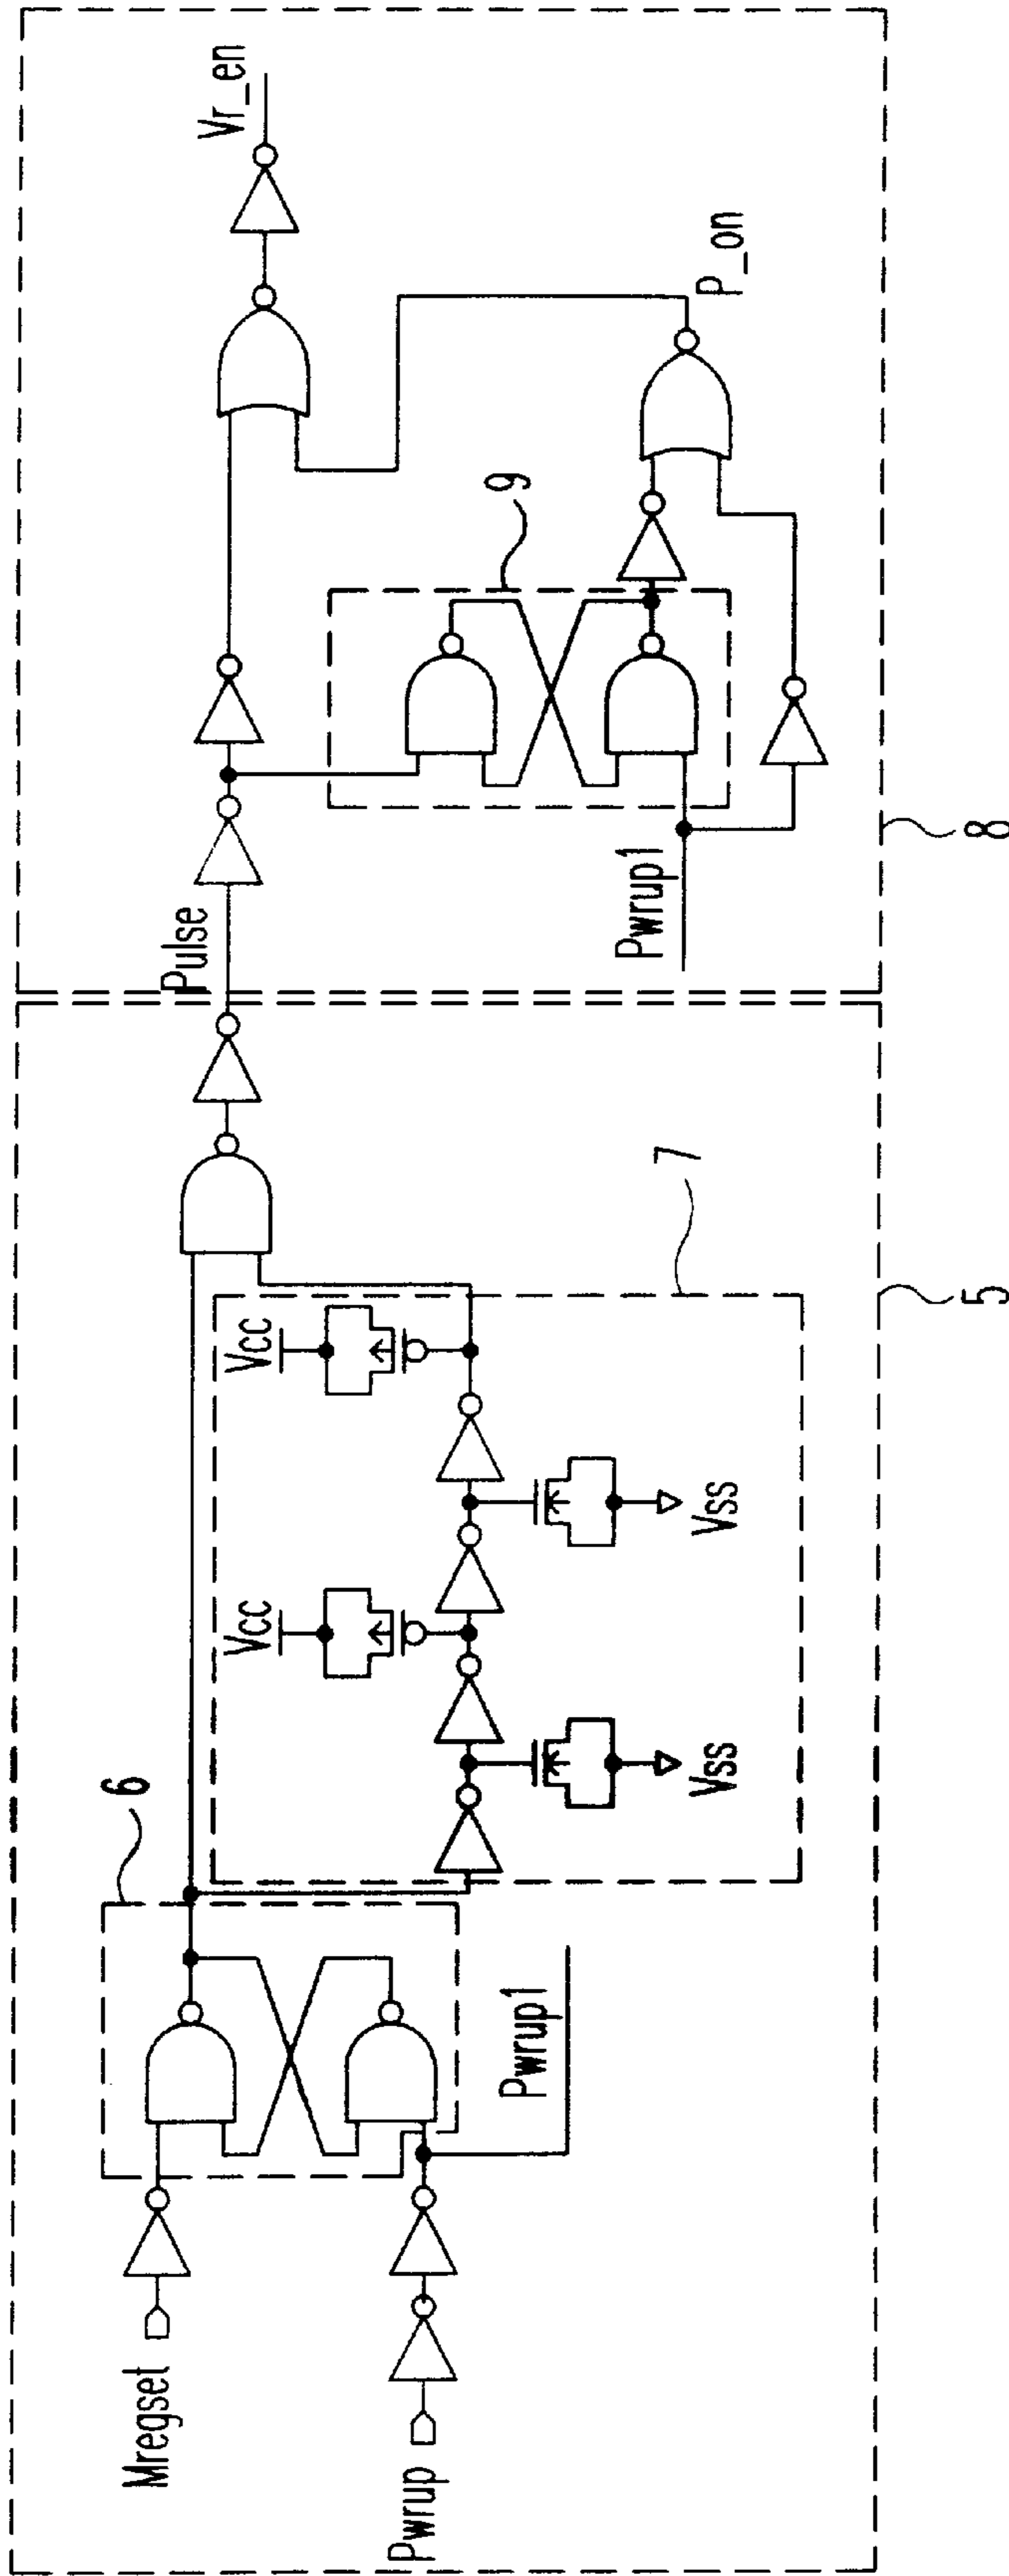 Mregset
Pwrup
6
Pwrup1
Vss
Vcc
Vss
Vcc
7
5
Pulse
Pwrup1
8
9
P_on
Vr_en